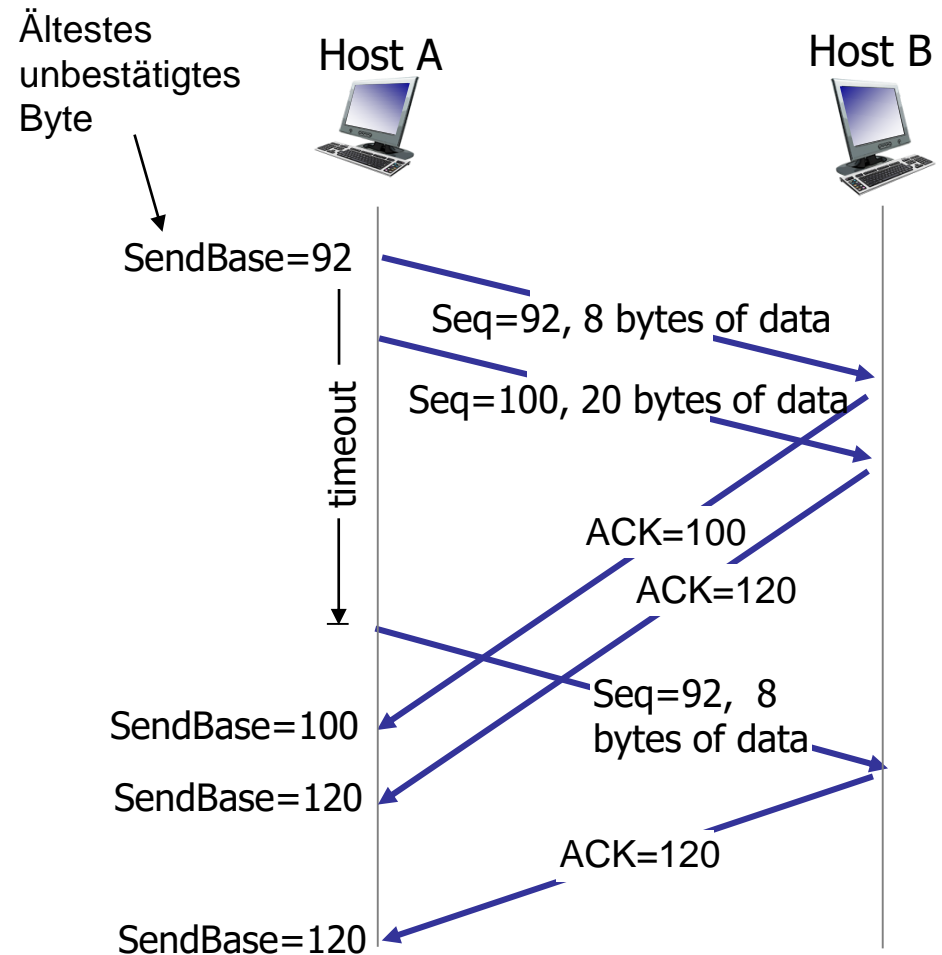 Ältestes
unbestätigtes
Byte
Host A
Host B
SendBase=92
Seq=92, 8 bytes of data
Seq=100, 20 bytes of data
timeout
ACK=100
ACK=120
Seq=92, 8
bytes of data
SendBase=100
SendBase=120
ACK=120
SendBase=120